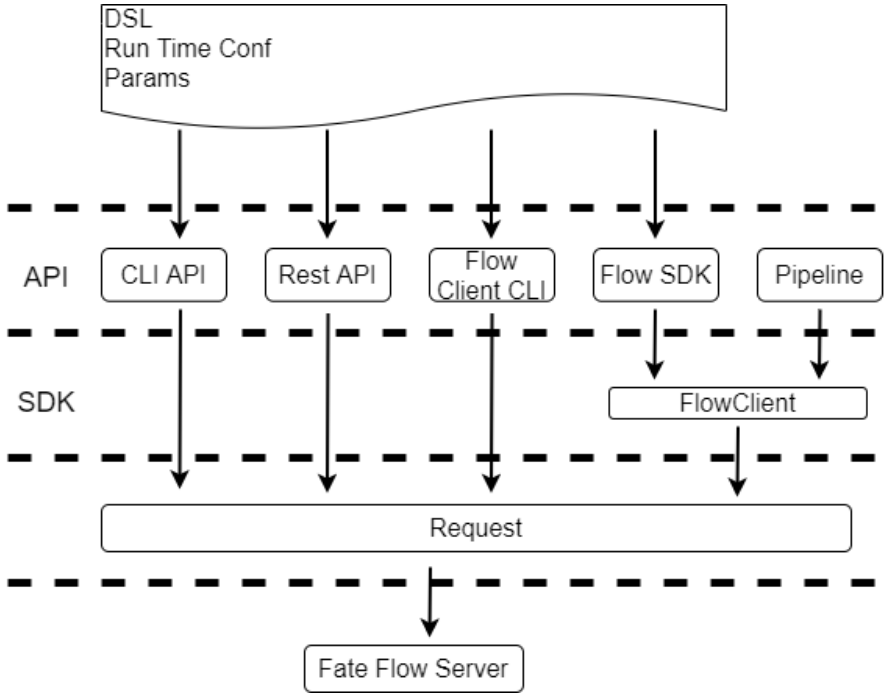 DSL
Run Time Conf
Params
API
CLI API
Rest API
Flow
Client CLI
Flow SDK
Pipeline
SDK
FlowClient
Request
Fate Flow Server